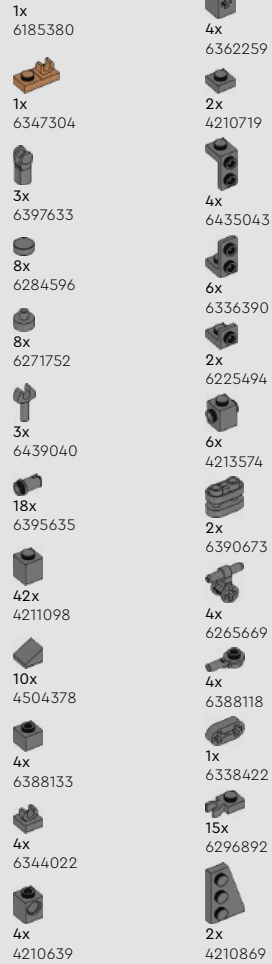 1x
6185380
1x
6347304
3x
6397633
8x
6284596
8x
6271752
3x
6439040
18x
6395635
42x
4211098
10x
4504378
4x
6388133
4x
6344022
4x
4210639
4x
6362259
2x
4210719
4x
6435043
6x
6336390
2x
6225494
6x
4213574
2x
6390673
4x
6265669
4x
6388118
1x
6338422
15x
6296892
2x
4210869